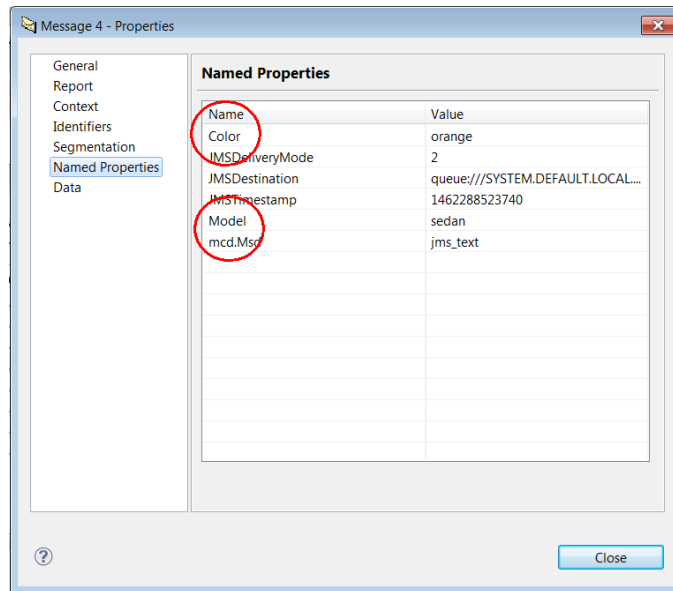 Message 4 - Properties
General
Report
Context
Identifiers
Segmentation
Named Properties
Data
Named Properties
Name Value
Color orange
JMSDeliveryMode 2
JMSDestination queue:///SYSTEM.DEFAULT.LOCAL....
JMSTimestamp 1462288523740
Model sedan
mcd.Msd jms_text
?
Close